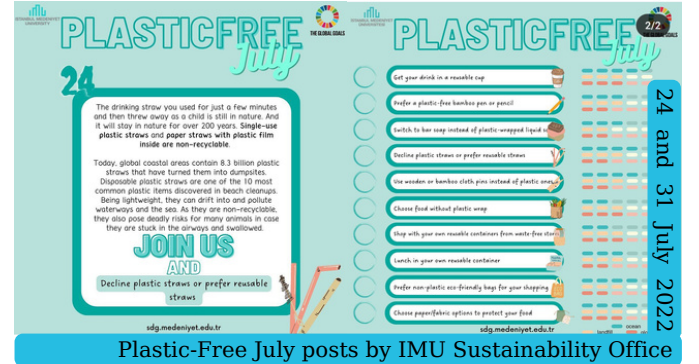 İSTANBUL MEDENİYET
UNIVERSITY
PLASTICFREE
July
THE GLOBAL GOALS
24
The drinking straw you used for just a few minutes
and then threw away as a child is still in nature. And
it will stay in nature for over 200 years. Single-use
plastic straws and paper straws with plastic film
inside are non-recyclable.
Today, global coastal areas contain 8.3 billion plastic
straws that have turned them into dumpsites.
Disposable plastic straws are one of the 10 most
common plastic items discovered in beach cleanups.
Being lightweight, they can drift into and pollute
waterways and the sea. As they are non-recyclable,
they also pose deadly risks for many animals in case
they are stuck in the airways and swallowed.
JOIN US
AND
Decline plastic straws or prefer reusable
straws
sdg.medeniyet.edu.tr
PLASTICFREE
July
2/2
Get your drink in a reusable cup
Prefer a plastic-free bamboo pen or pencil
Switch to bar soap instead of plastic-wrapped liquid
Decline plastic straws or prefer reusable straws
Use wooden or bamboo cloth pins instead of plastic ones
Choose food without plastic wrap
Shop with your own reusable containers from waste-free
Lunch in your own reusable container
Prefer non-plastic eco-friendly bags for your shopping
Choose paper/fabric options to protect your food
sdg.medeniyet.edu.tr
landfill
ocean
24 and 31 July 2022
Plastic-Free July posts by IMU Sustainability Office